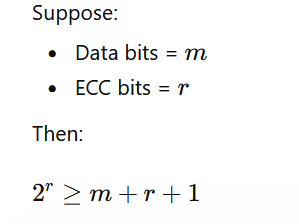 Suppose:
• Data bits = m
• ECC bits = r
Then:
2^r ≥ m + r + 1